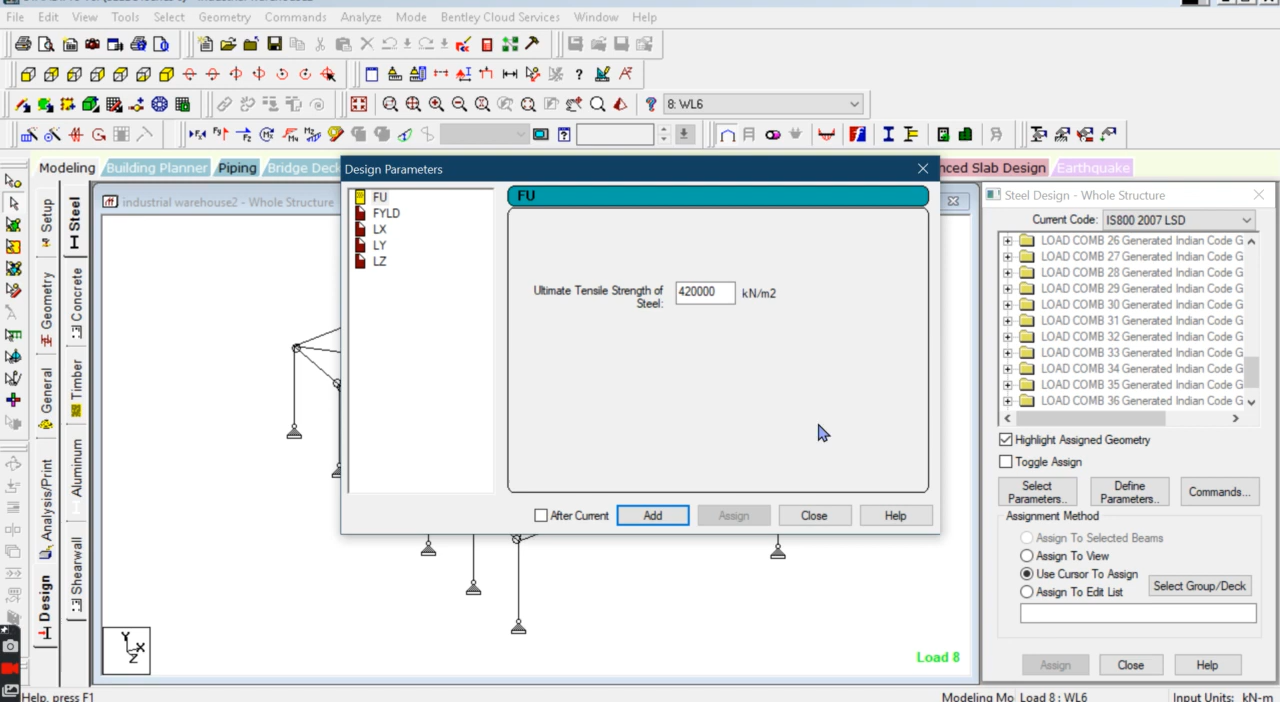 File Edit View Tools Select Geometry Commands Analyze Mode Bentley Cloud Services Window Help
8: WL6
Modeling Building Planner Piping Bridge Deck
nced Slab Design Earthquake
Design Parameters
FU
FYLD
LX
LY
LZ
FU
Ultimate Tensile Strength of Steel:
420000
kN/m2
After Current
Add
Assign
Close
Help
industrial warehouse2 - Whole Structure
Setup
Geometry
General
Analysis/Print
Design
Steel
Concrete
Timber
Aluminum
Shearwall
Y
X
Z
Load 8
Steel Design - Whole Structure
Current Code: IS800 2007 LSD
LOAD COMB 26 Generated Indian Code G
LOAD COMB 27 Generated Indian Code G
LOAD COMB 28 Generated Indian Code G
LOAD COMB 29 Generated Indian Code G
LOAD COMB 30 Generated Indian Code G
LOAD COMB 31 Generated Indian Code G
LOAD COMB 32 Generated Indian Code G
LOAD COMB 33 Generated Indian Code G
LOAD COMB 34 Generated Indian Code G
LOAD COMB 35 Generated Indian Code G
LOAD COMB 36 Generated Indian Code G
Highlight Assigned Geometry
Toggle Assign
Select Parameters..
Define Parameters..
Commands...
Assignment Method
Assign To Selected Beams
Assign To View
Use Cursor To Assign
Assign To Edit List
Select Group/Deck
Assign
Close
Help
Help, press F1
Modeling Mo Load 8 : WL6 Input Units: kN-m